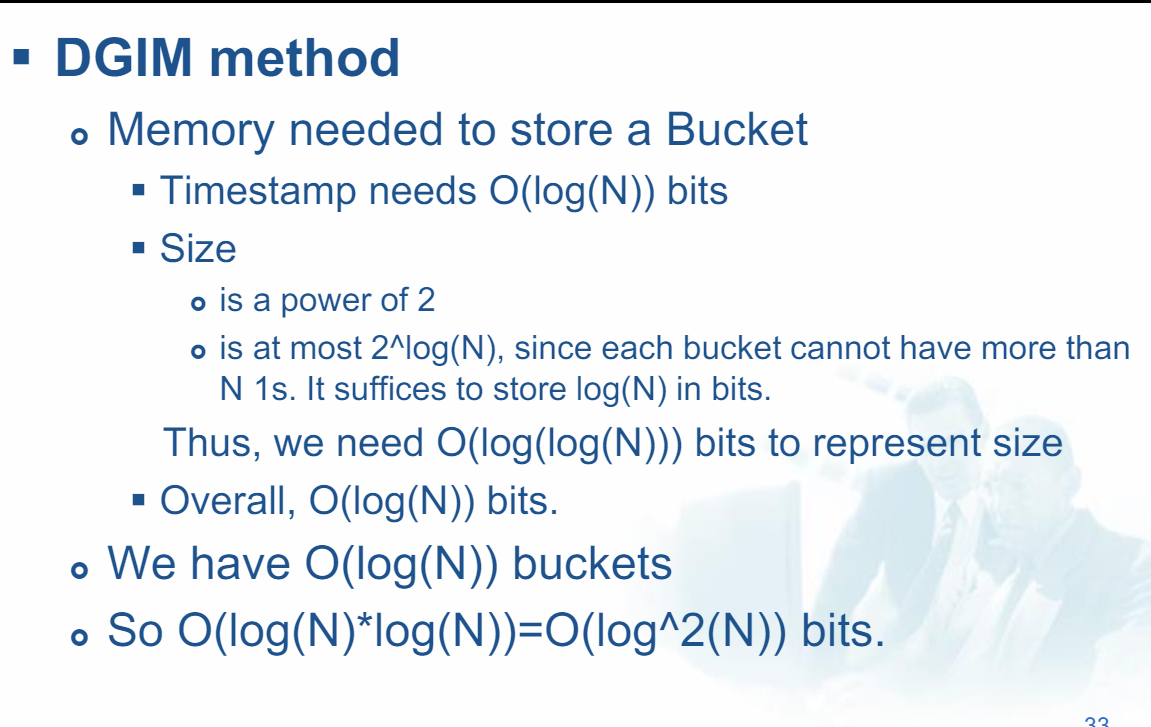 ▪ DGIM method
o Memory needed to store a Bucket
▪ Timestamp needs O(log(N)) bits
▪ Size
o is a power of 2
o is at most 2^log(N), since each bucket cannot have more than
N 1s. It suffices to store log(N) in bits.
Thus, we need O(log(log(N))) bits to represent size
▪ Overall, O(log(N)) bits.
o We have O(log(N)) buckets
o So O(log(N)*log(N))=O(log^2(N)) bits.
33